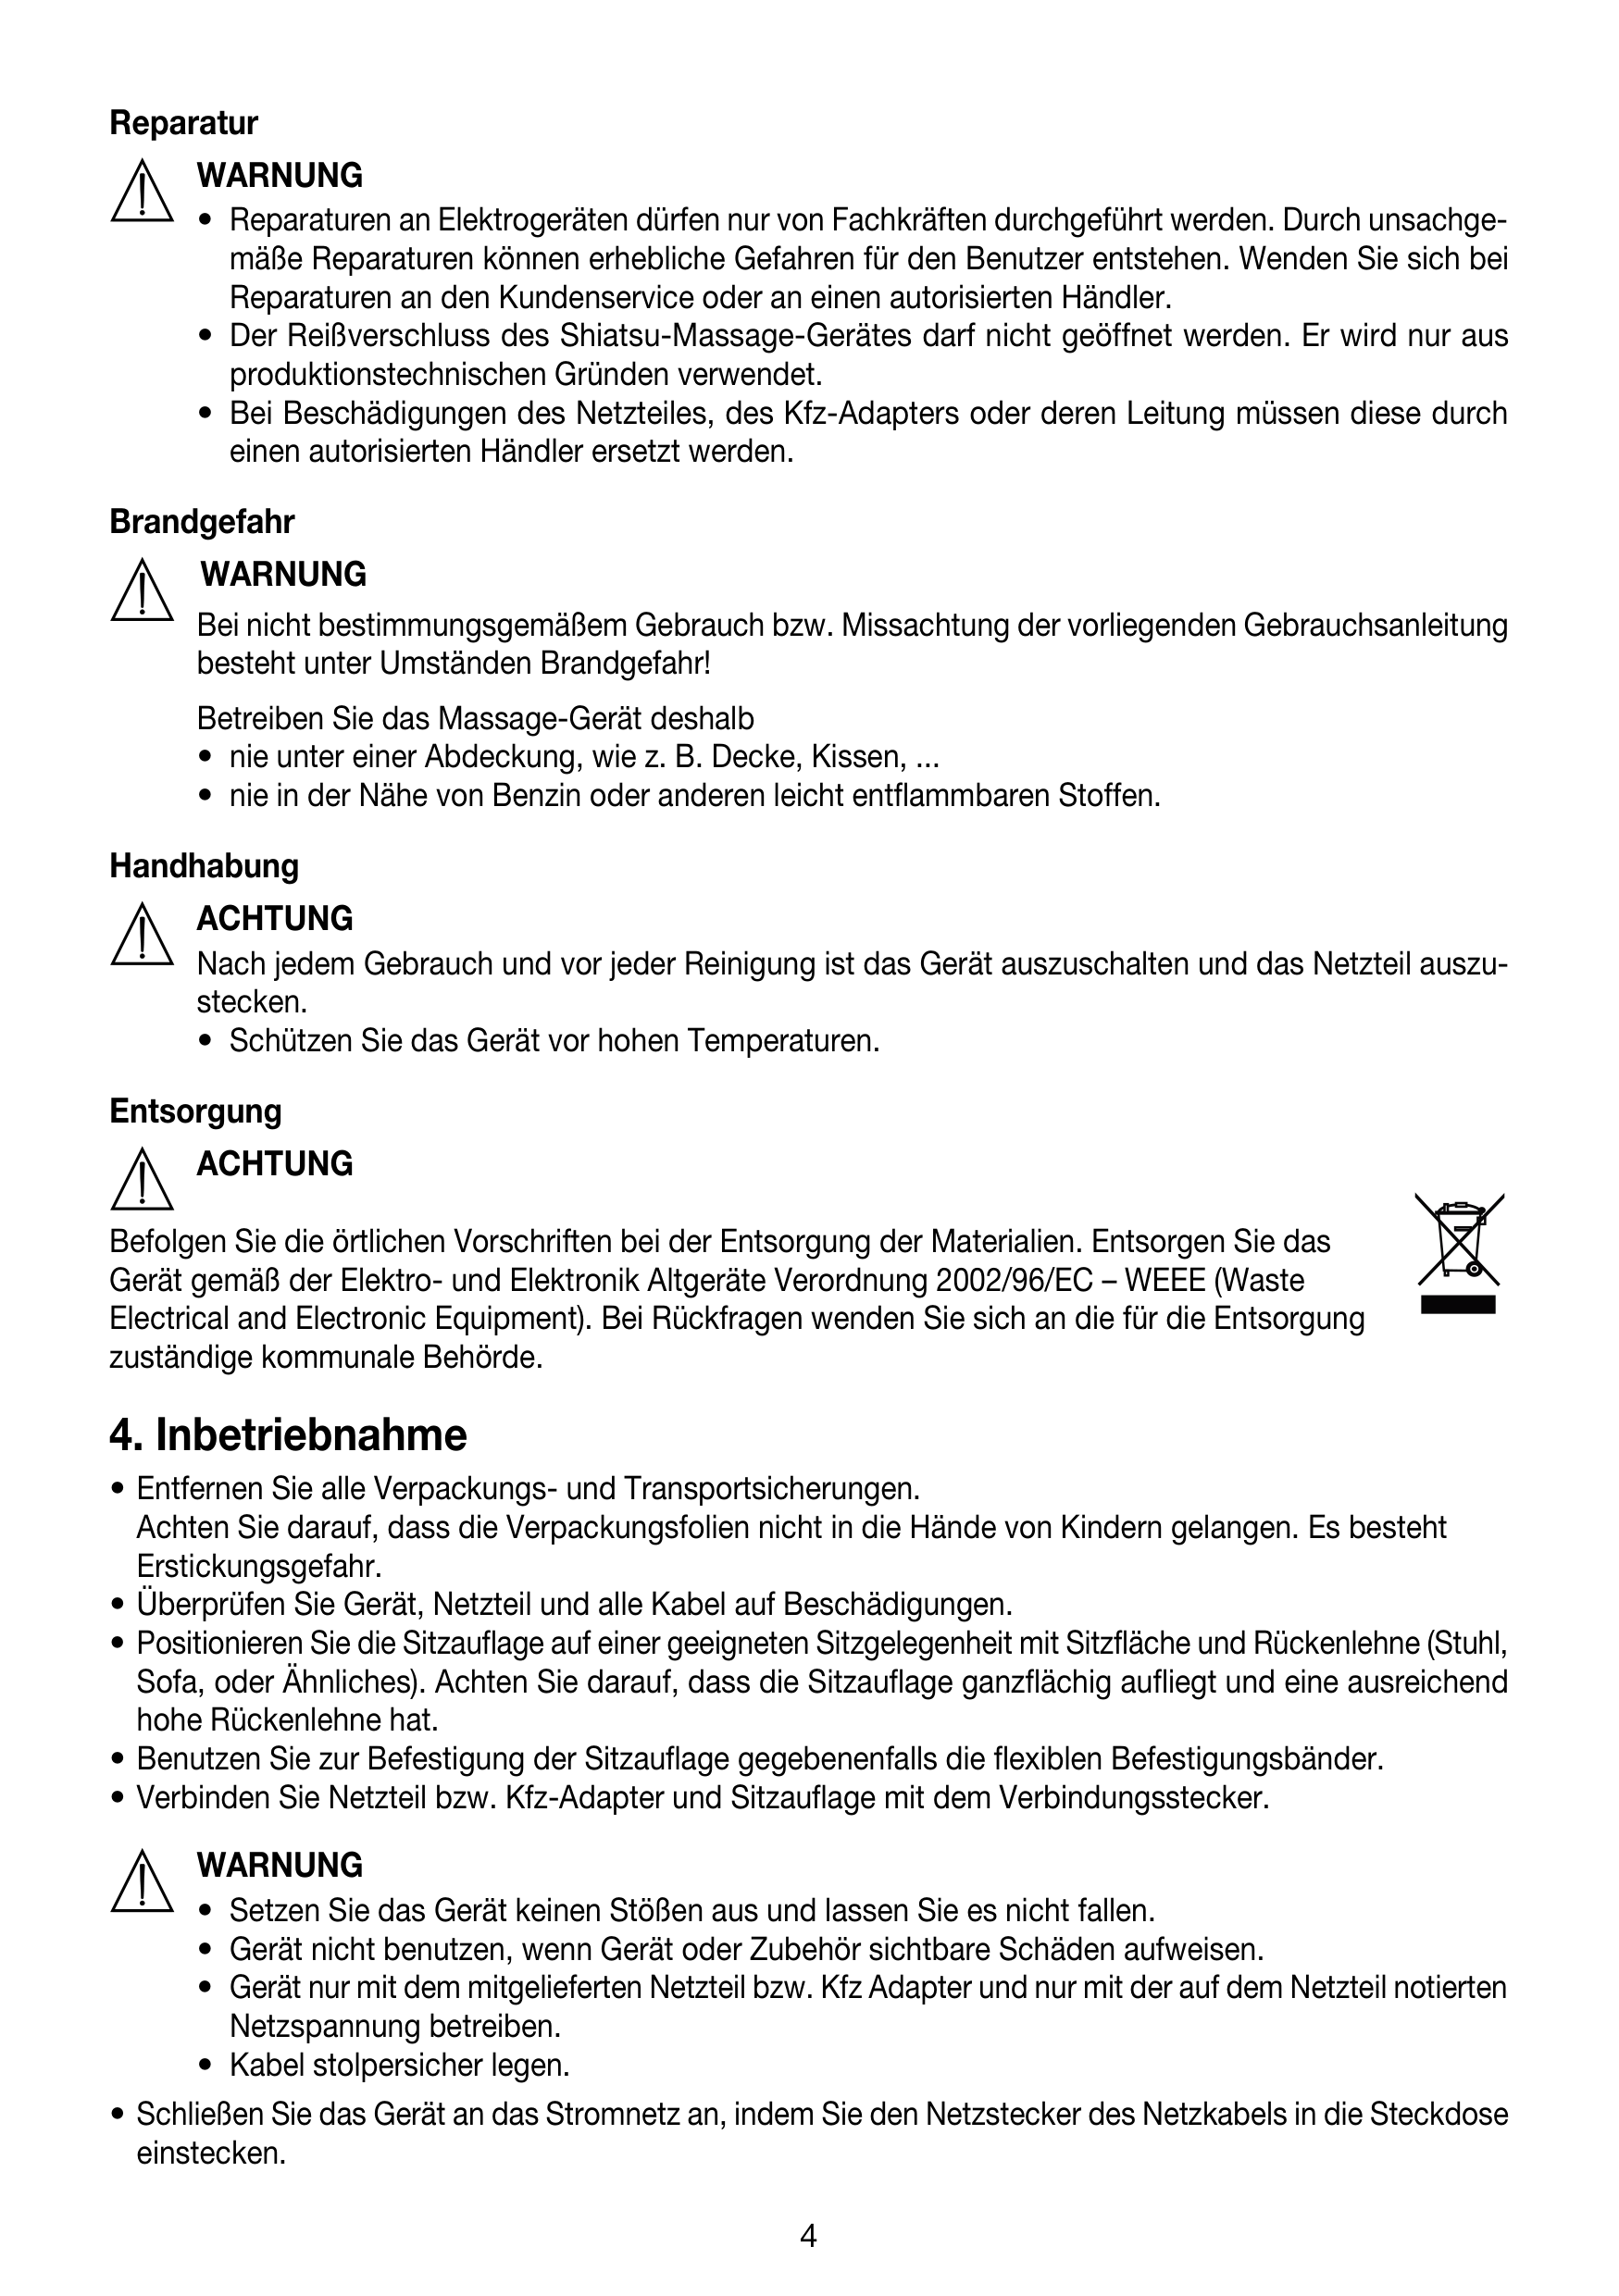 Reparatur
WARNUNG
• Reparaturen an Elektrogeräten dürfen nur von Fachkräften durchgeführt werden. Durch unsachge-
mäße Reparaturen können erhebliche Gefahren für den Benutzer entstehen. Wenden Sie sich bei
Reparaturen an den Kundenservice oder an einen autorisierten Händler.
• Der Reißverschluss des Shiatsu-Massage-Gerätes darf nicht geöffnet werden. Er wird nur aus
produktionstechnischen Gründen verwendet.
• Bei Beschädigungen des Netzteiles, des Kfz-Adapters oder deren Leitung müssen diese durch
einen autorisierten Händler ersetzt werden.
Brandgefahr
WARNUNG
Bei nicht bestimmungsgemäßem Gebrauch bzw. Missachtung der vorliegenden Gebrauchsanleitung
besteht unter Umständen Brandgefahr!
Betreiben Sie das Massage-Gerät deshalb
• nie unter einer Abdeckung, wie z. B. Decke, Kissen, ...
• nie in der Nähe von Benzin oder anderen leicht entflammbaren Stoffen.
Handhabung
ACHTUNG
Nach jedem Gebrauch und vor jeder Reinigung ist das Gerät auszuschalten und das Netzteil auszu-
stecken.
• Schützen Sie das Gerät vor hohen Temperaturen.
Entsorgung
ACHTUNG
Befolgen Sie die örtlichen Vorschriften bei der Entsorgung der Materialien. Entsorgen Sie das
Gerät gemäß der Elektro- und Elektronik Altgeräte Verordnung 2002/96/EC – WEEE (Waste
Electrical and Electronic Equipment). Bei Rückfragen wenden Sie sich an die für die Entsorgung
zuständige kommunale Behörde.
4. Inbetriebnahme
• Entfernen Sie alle Verpackungs- und Transportsicherungen.
Achten Sie darauf, dass die Verpackungsfolien nicht in die Hände von Kindern gelangen. Es besteht
Erstickungsgefahr.
• Überprüfen Sie Gerät, Netzteil und alle Kabel auf Beschädigungen.
• Positionieren Sie die Sitzauflage auf einer geeigneten Sitzgelegenheit mit Sitzfläche und Rückenlehne (Stuhl,
Sofa, oder Ähnliches). Achten Sie darauf, dass die Sitzauflage ganzflächig aufliegt und eine ausreichend
hohe Rückenlehne hat.
• Benutzen Sie zur Befestigung der Sitzauflage gegebenenfalls die flexiblen Befestigungsbänder.
• Verbinden Sie Netzteil bzw. Kfz-Adapter und Sitzauflage mit dem Verbindungsstecker.
WARNUNG
• Setzen Sie das Gerät keinen Stößen aus und lassen Sie es nicht fallen.
• Gerät nicht benutzen, wenn Gerät oder Zubehör sichtbare Schäden aufweisen.
• Gerät nur mit dem mitgelieferten Netzteil bzw. Kfz Adapter und nur mit der auf dem Netzteil notierten
Netzspannung betreiben.
• Kabel stolpersicher legen.
• Schließen Sie das Gerät an das Stromnetz an, indem Sie den Netzstecker des Netzkabels in die Steckdose
einstecken.
4